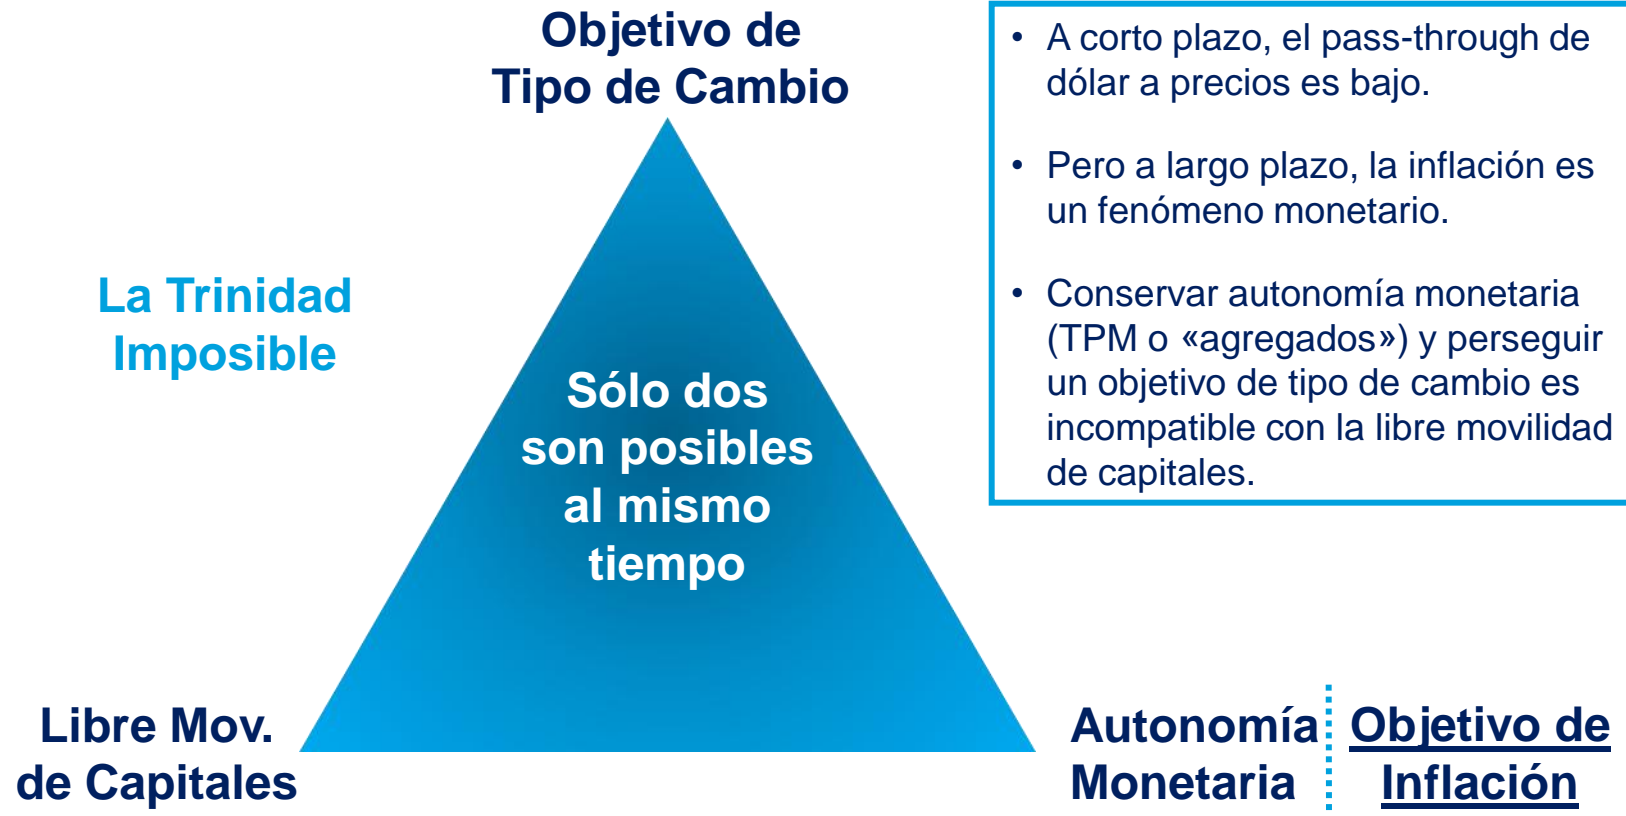 Objetivo de
Tipo de Cambio
• A corto plazo, el pass-through de
dólar a precios es bajo.
• Pero a largo plazo, la inflación es
un fenómeno monetario.
• Conservar autonomía monetaria
(TPM o «agregados») y perseguir
un objetivo de tipo de cambio es
incompatible con la libre movilidad
de capitales.
La Trinidad
Imposible
Sólo dos
son posibles
al mismo
tiempo
Libre Mov.
de Capitales
Autonomía
Monetaria
Objetivo de
Inflación